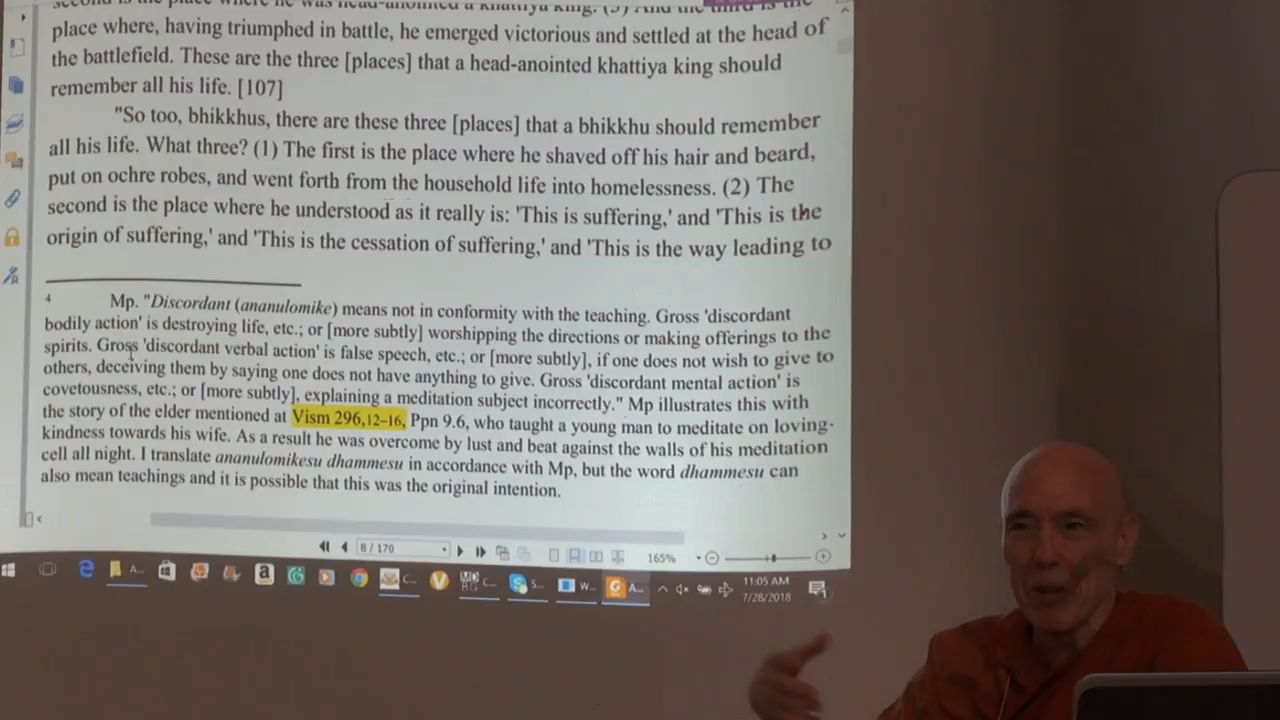 second is the place where he was head-anointed a khattiya king. (3) And the third is the
place where, having triumphed in battle, he emerged victorious and settled at the head of
the battlefield. These are the three [places] that a head-anointed khattiya king should
remember all his life. [107]
"So too, bhikkhus, there are these three [places] that a bhikkhu should remember
all his life. What three? (1) The first is the place where he shaved off his hair and beard,
put on ochre robes, and went forth from the household life into homelessness. (2) The
second is the place where he understood as it really is: 'This is suffering,' and 'This is the
origin of suffering,' and 'This is the cessation of suffering,' and 'This is the way leading to
4 Mp. "Discordant (ananulomike) means not in conformity with the teaching. Gross 'discordant
bodily action' is destroying life, etc.; or [more subtly] worshipping the directions or making offerings to the
spirits. Gross 'discordant verbal action' is false speech, etc.; or [more subtly], if one does not wish to give to
others, deceiving them by saying one does not have anything to give. Gross 'discordant mental action' is
covetousness, etc.; or [more subtly], explaining a meditation subject incorrectly." Mp illustrates this with
the story of the elder mentioned at Vism 296,12–16, Ppn 9.6, who taught a young man to meditate on loving-
kindness towards his wife. As a result he was overcome by lust and beat against the walls of his meditation
cell all night. I translate ananulomikesu dhammesu in accordance with Mp, but the word dhammesu can
also mean teachings and it is possible that this was the original intention.
8 / 170
165%
A...
C...
C...
S...
W...
A...
11:05 AM
7/28/2018